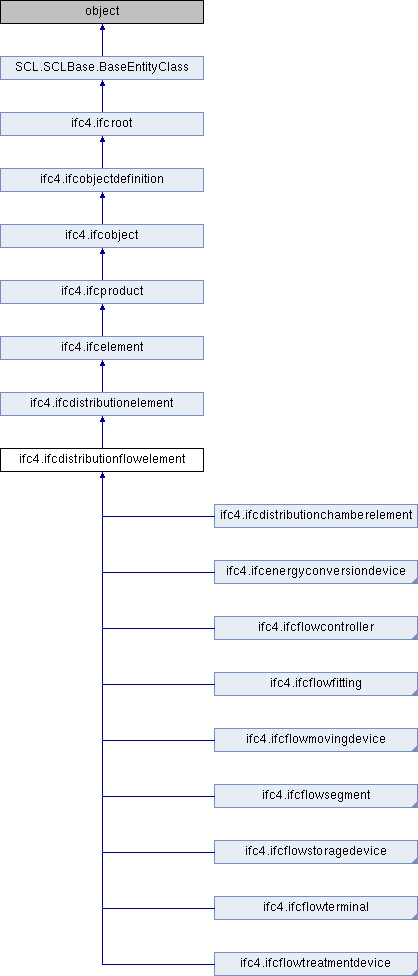 object
SCL.SCLBase.BaseEntityClass
ifc4.ifcroot
ifc4.ifcobjectdefinition
ifc4.ifcobject
ifc4.ifcproduct
ifc4.ifcelement
ifc4.ifcdistributionelement
ifc4.ifcdistributionflowelement
ifc4.ifcdistributionchamberelement
ifc4.ifcenergyconversiondevice
ifc4.ifcflowcontroller
ifc4.ifcflowfitting
ifc4.ifcflowmovingdevice
ifc4.ifcflowsegment
ifc4.ifcflowstoragedevice
ifc4.ifcflowterminal
ifc4.ifcflowtreatmentdevice